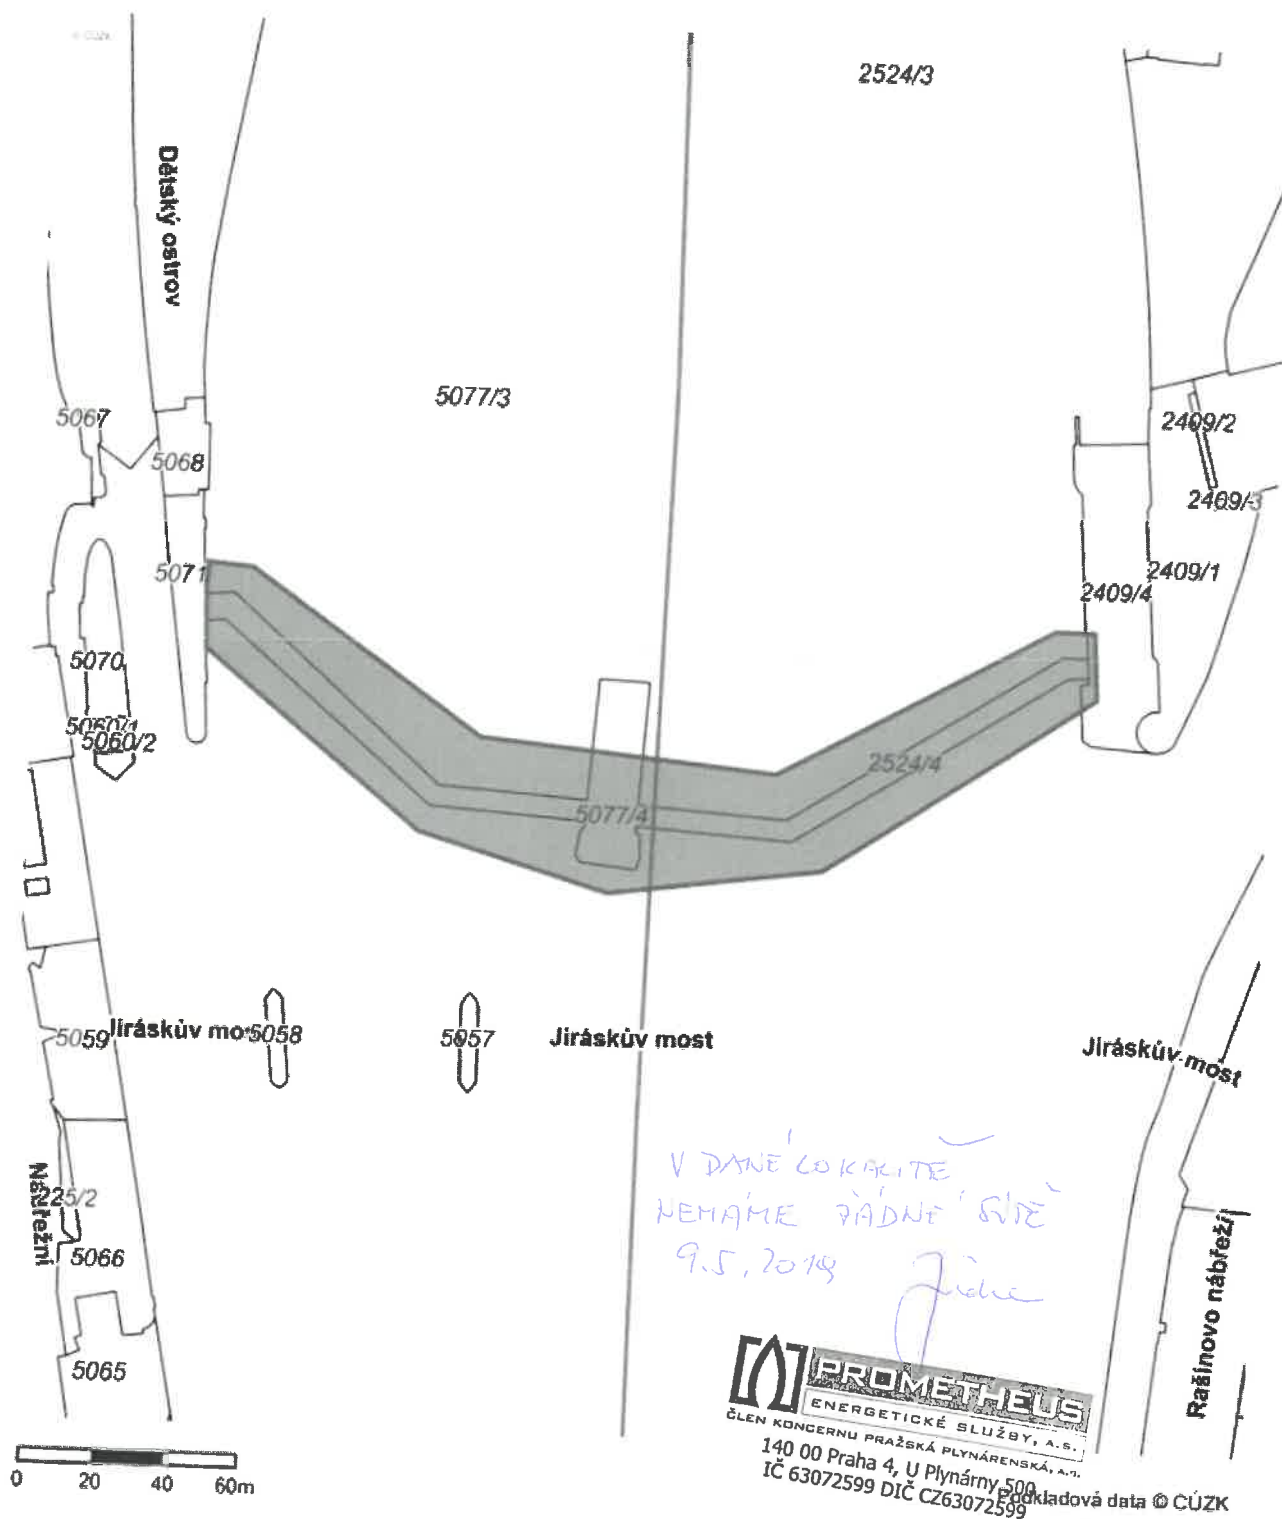 © ČÚZK
2524/3
Dětský ostrov
5077/3
5067
2409/2
5068
2409/3
5071
2409/1
2409/4
5070
5060/1
5060/2
2524/4
5077/4
Jiráskův mo
5058
5057
Jiráskův most
5059
Jiráskův most
V DANÉ LOKALITĚ
NEMÁME ŽÁDNÉ SÍTĚ
9.5.2019
Nábřežní
225/2
5066
Rašínovo nábřeží
5065
PROMETHEUS
ENERGETICKÉ SLUŽBY, A.S.
ČLEN KONCERNU PRAŽSKÁ PLYNÁRENSKÁ, A.S.
140 00 Praha 4, U Plynárny 500
IČ 63072599 DIČ CZ63072599
0 20 40 60m
Podkladová data © ČÚZK